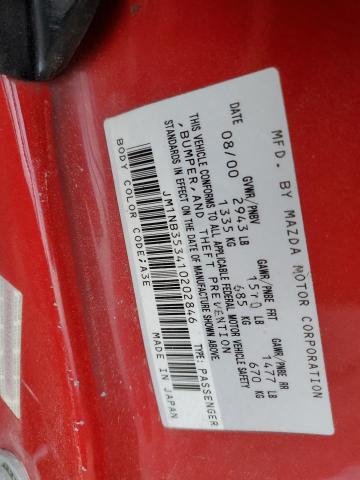 MFD. BY MAZDA MOTOR CORPORATION
DATE GVWR/PNBV GAWR/PNBE FRT GAWR/PNBE RR
08/00 2943 LB 1510 LB 1477 LB
1335 KG 685 KG 670 KG
THIS VEHICLE CONFORMS TO ALL APPLICABLE FEDERAL MOTOR VEHICLE SAFETY
, BUMPER, AND THEFT PREVENTION
STANDARDS IN EFFECT ON THE DATE OF MANUFACTURE SHOWN ABOVE.
JM1NB353410202846 TYPE: PASSENGER
BODY COLOR CODE: A3E MADE IN JAPAN